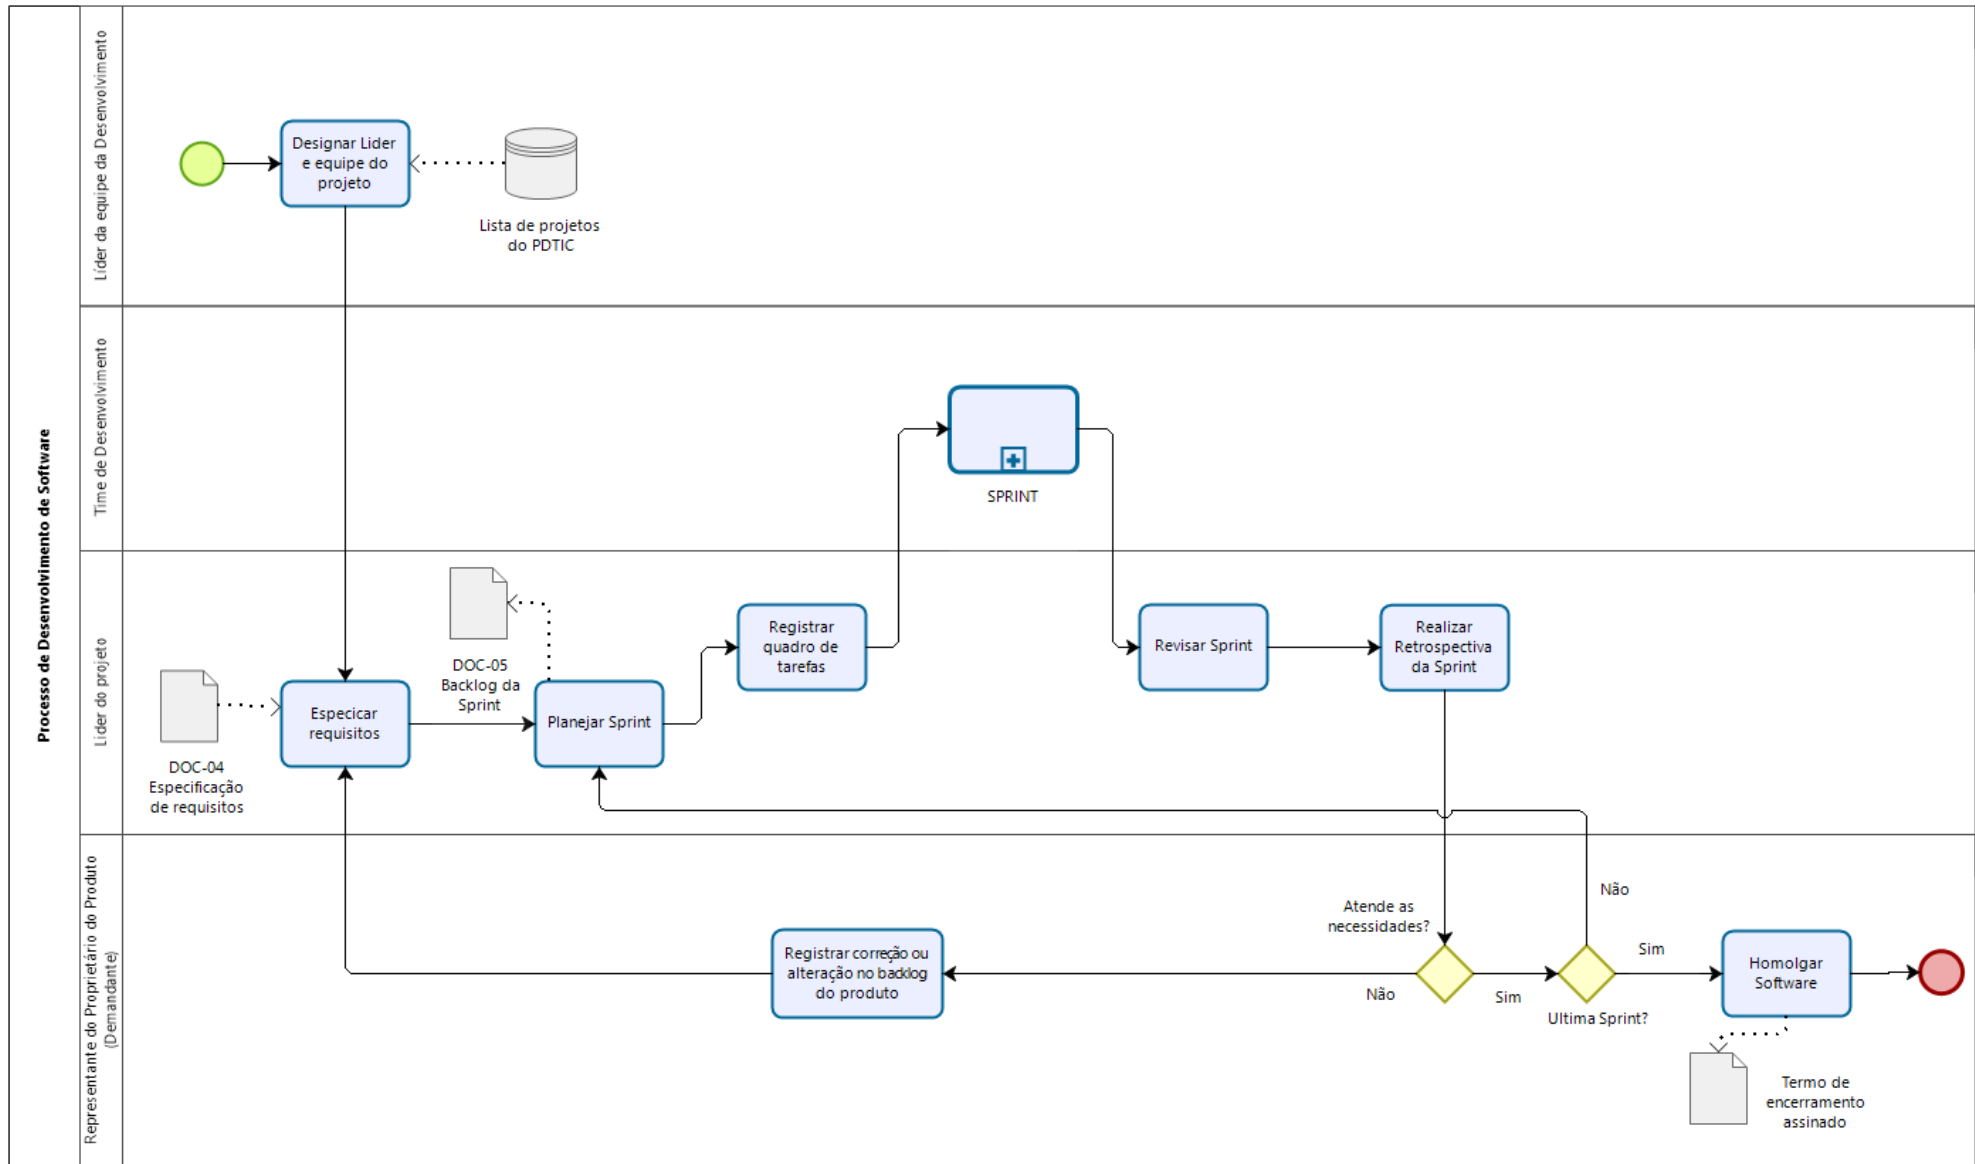 Processo de Desenvolvimento de Software
Líder da equipe da Desenvolvimento
Designar Lider
e equipe do
projeto
Lista de projetos
do PDTIC
Time de Desenvolvimento
SPRINT
Lider do projeto
DOC-04
Especificação
de requisitos
Especicar
requisitos
DOC-05
Backlog da
Sprint
Planejar Sprint
Registrar
quadro de
tarefas
Revisar Sprint
Realizar
Retrospectiva
da Sprint
Representante do Proprietário do Produto
(Demandante)
Registrar correção ou
alteração no backlog
do produto
Atende as
necessidades?
Não
Sim
Não
Ultima Sprint?
Sim
Homolgar
Software
Termo de
encerramento
assinado